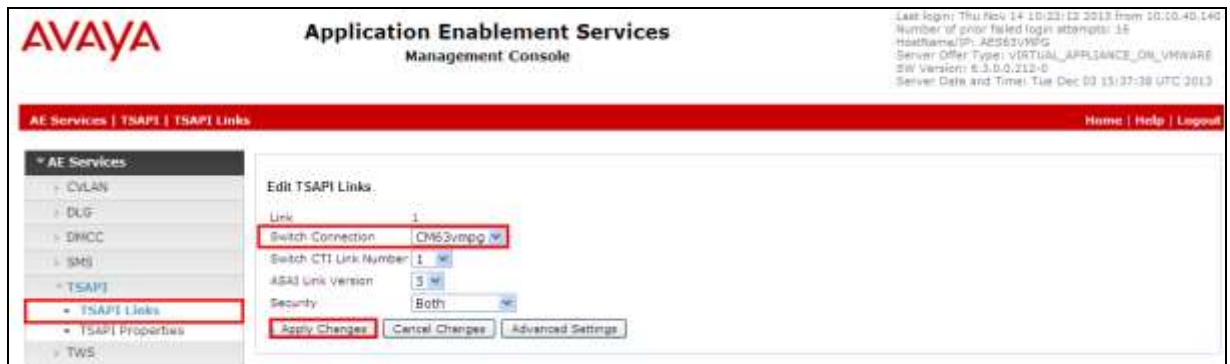 AVAYA
Application Enablement Services
Management Console
Last login: Thu Nov 14 10:23:12 2013 from 10.10.40.140
Number of prior failed login attempts: 16
HostName/IP: AES63VMPG
Server Offer Type: VIRTUAL_APPLIANCE_ON_VMWARE
SW Version: 6.3.0.0.212-0
Server Date and Time: Tue Dec 03 15:37:38 UTC 2013
AE Services | TSAPI | TSAPI Links
Home | Help | Logout
AE Services
CVLAN
DLG
DMCC
SMS
TSAPI
TSAPI Links
TSAPI Properties
TWS
Edit TSAPI Links
Link 1
Switch Connection CM63vmpg
Switch CTI Link Number 1
ASAI Link Version 5
Security Both
Apply Changes Cancel Changes Advanced Settings